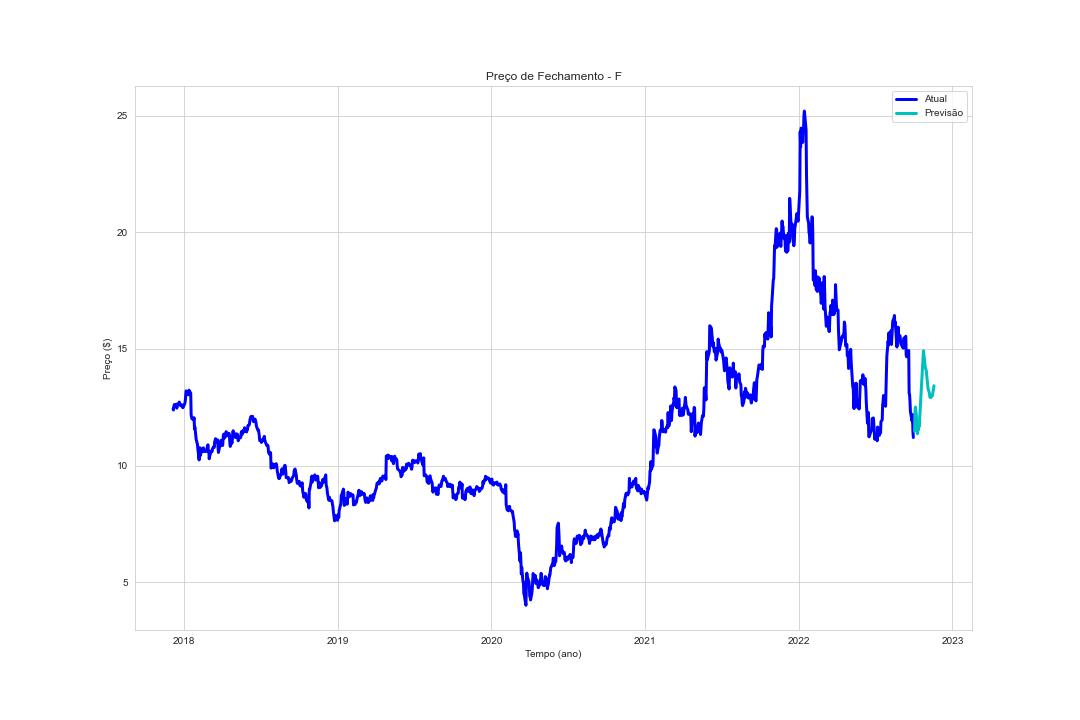 Preço de Fechamento - F
Atual
Previsão
25
20
15
10
5
Preço ($)
2018 2019 2020 2021 2022 2023
Tempo (ano)